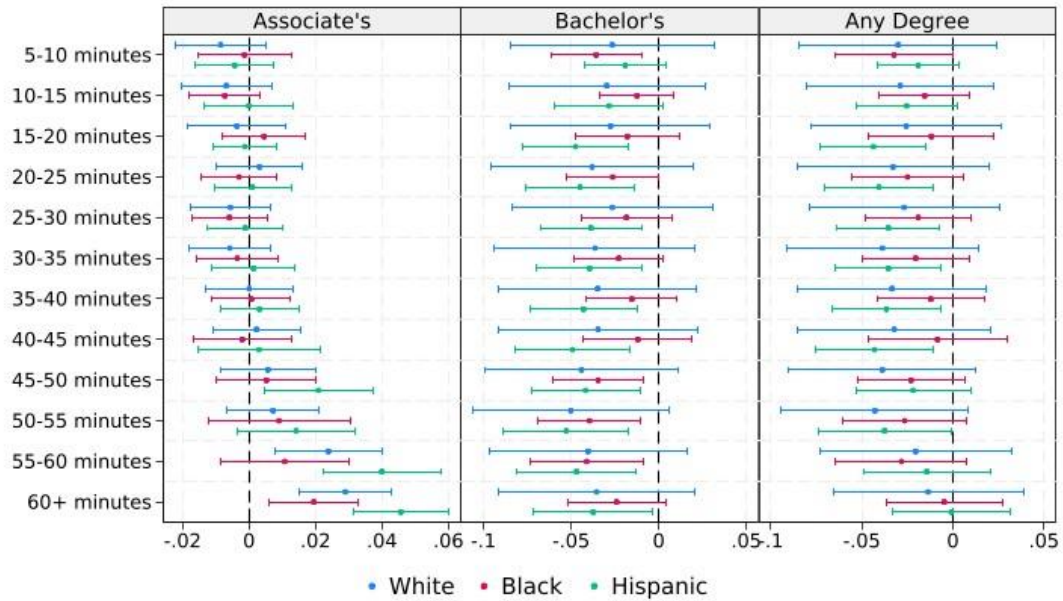 Associate's Bachelor's Any Degree
5-10 minutes
10-15 minutes
15-20 minutes
20-25 minutes
25-30 minutes
30-35 minutes
35-40 minutes
40-45 minutes
45-50 minutes
50-55 minutes
55-60 minutes
60+ minutes
-.02 0 .02 .04 .06 -.1 -.05 0 .05 -.1 -.05 0 .05
White Black Hispanic